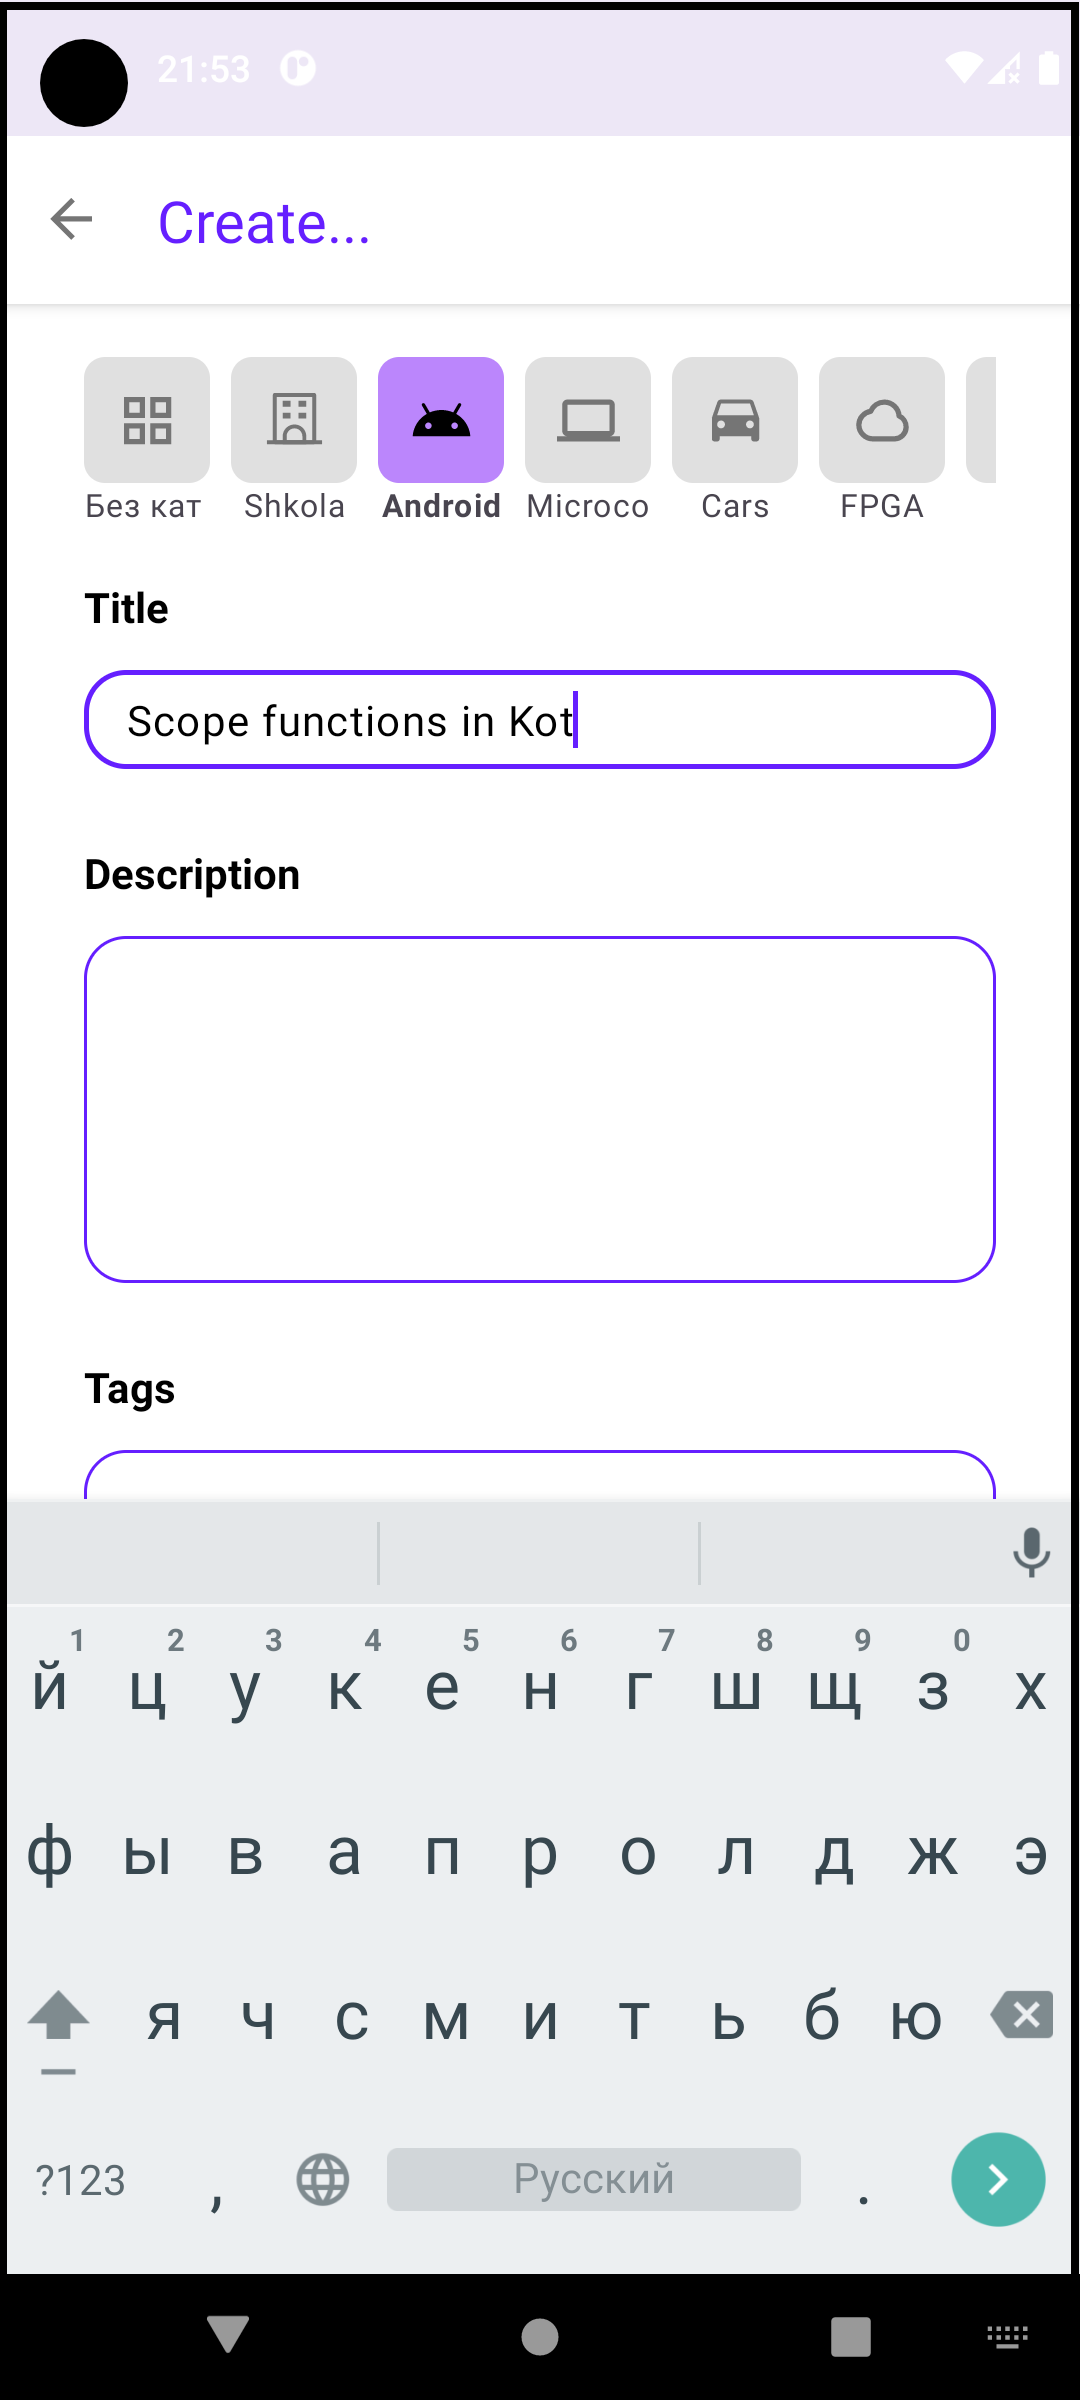 21:53
Create...
Без кат Shkola Android Microco Cars FPGA
Title
Scope functions in Kot
Description
Tags
1 2 3 4 5 6 7 8 9 0
й ц у к е н г ш щ з х
ф ы в а п р о л д ж э
я ч с м и т ь б ю
?123 , Русский .